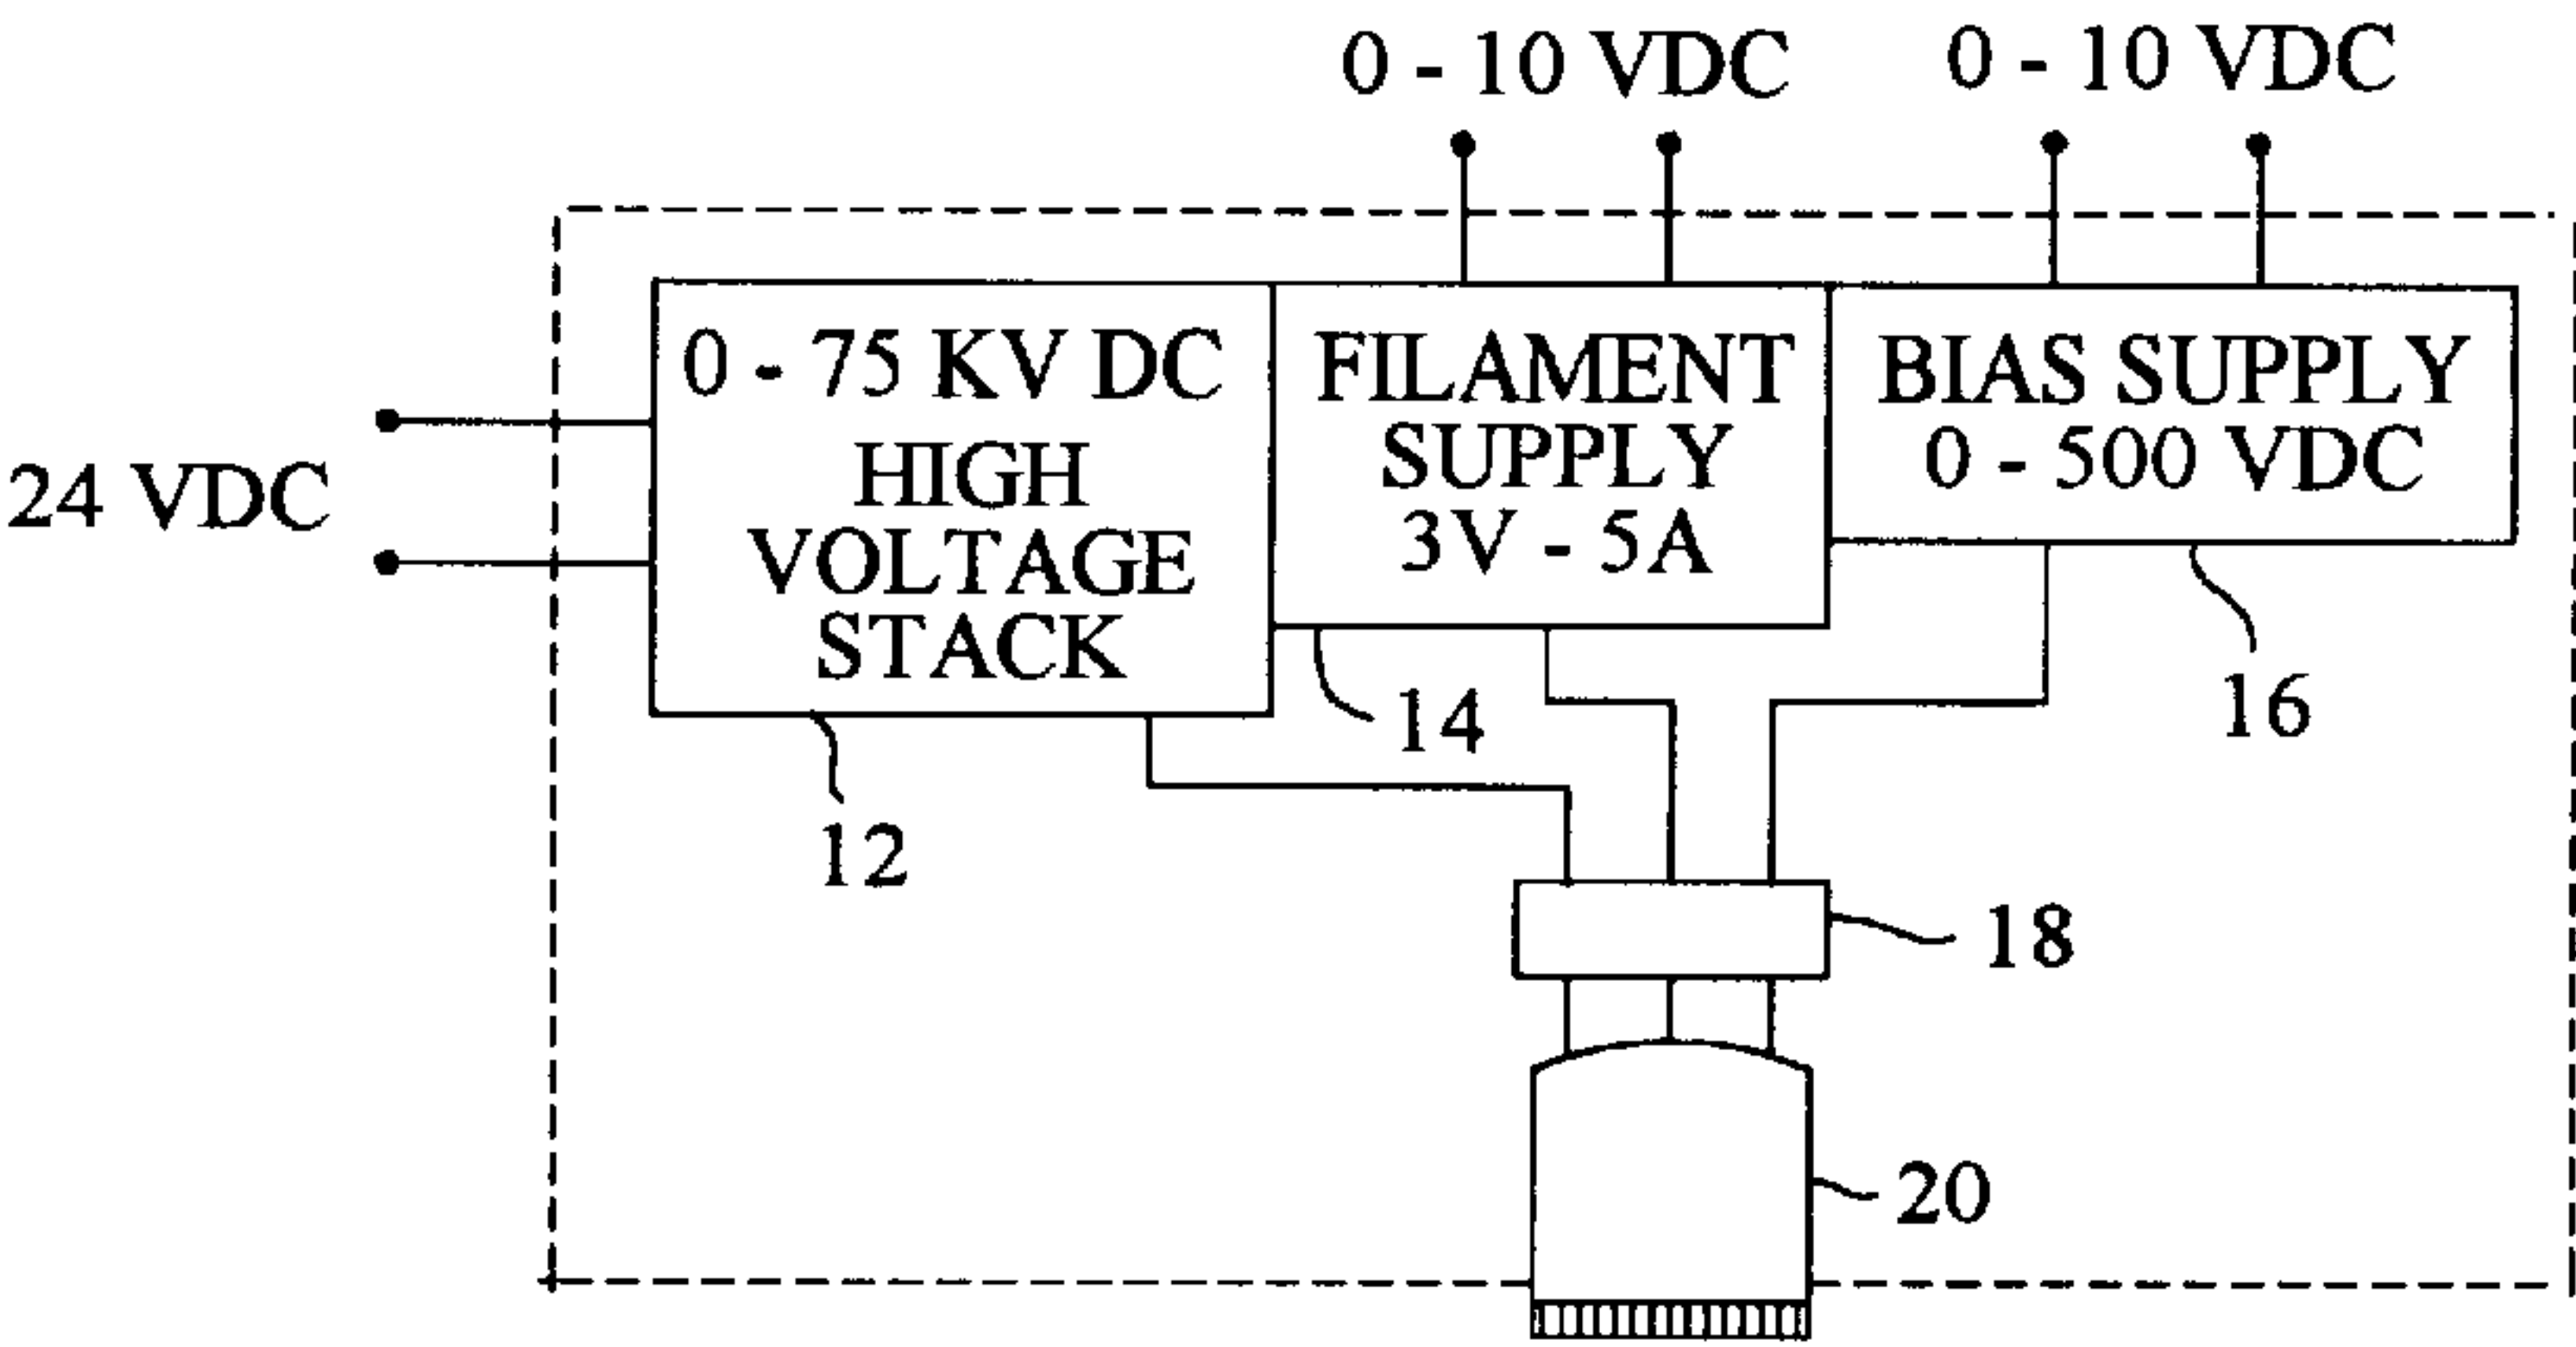 0 - 10 VDC
0 - 10 VDC
24 VDC
0 - 75 KV DC
HIGH
VOLTAGE
STACK
FILAMENT
SUPPLY
3V - 5A
BIAS SUPPLY
0 - 500 VDC
12
14
16
18
20